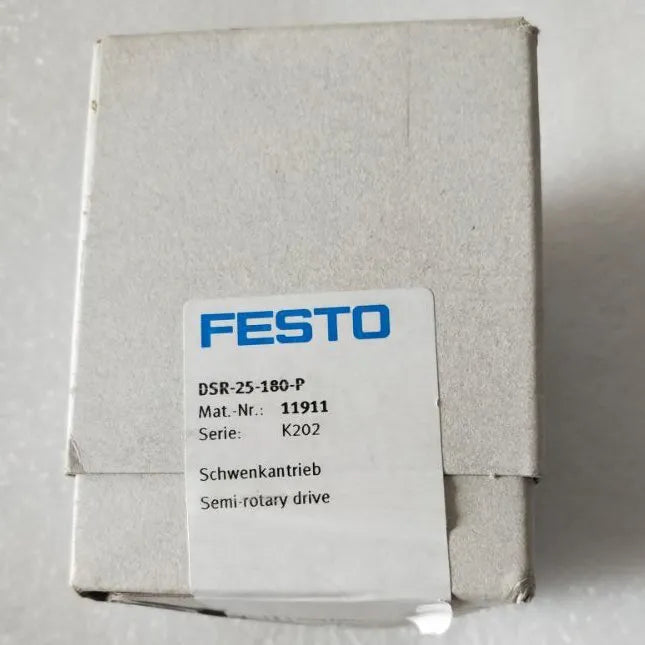 FESTO
DSR-25-180-P
Mat.-Nr.: 11911
Serie: K202
Schwenkantrieb
Semi-rotary drive